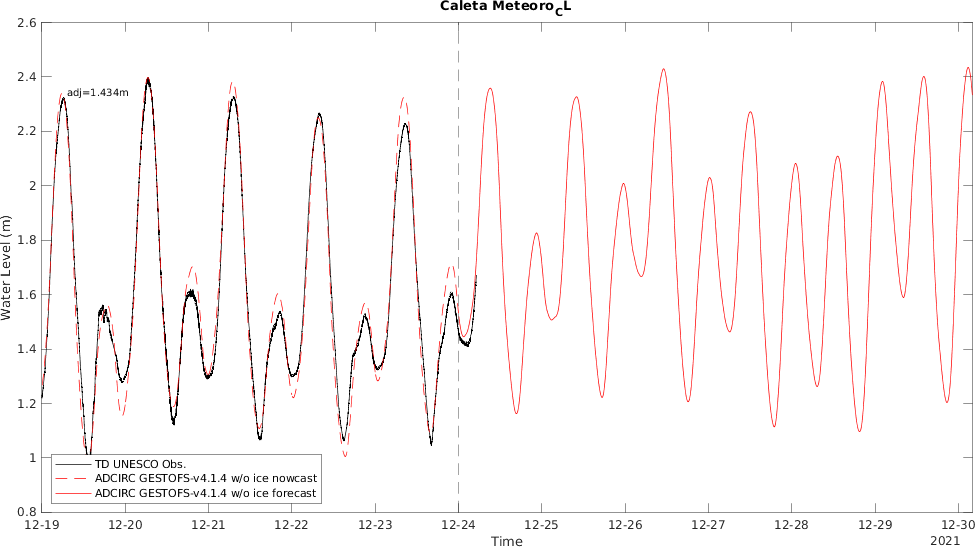 Caleta Meteoro_CL
2.6
2.4
2.2
2
1.8
1.6
1.4
1.2
1
0.8
Water Level (m)
adj=1.434m
TD UNESCO Obs.
ADCIRC GESTOFS-v4.1.4 w/o ice nowcast
ADCIRC GESTOFS-v4.1.4 w/o ice forecast
12-19 12-20 12-21 12-22 12-23 12-24 12-25 12-26 12-27 12-28 12-29 12-30
Time
2021